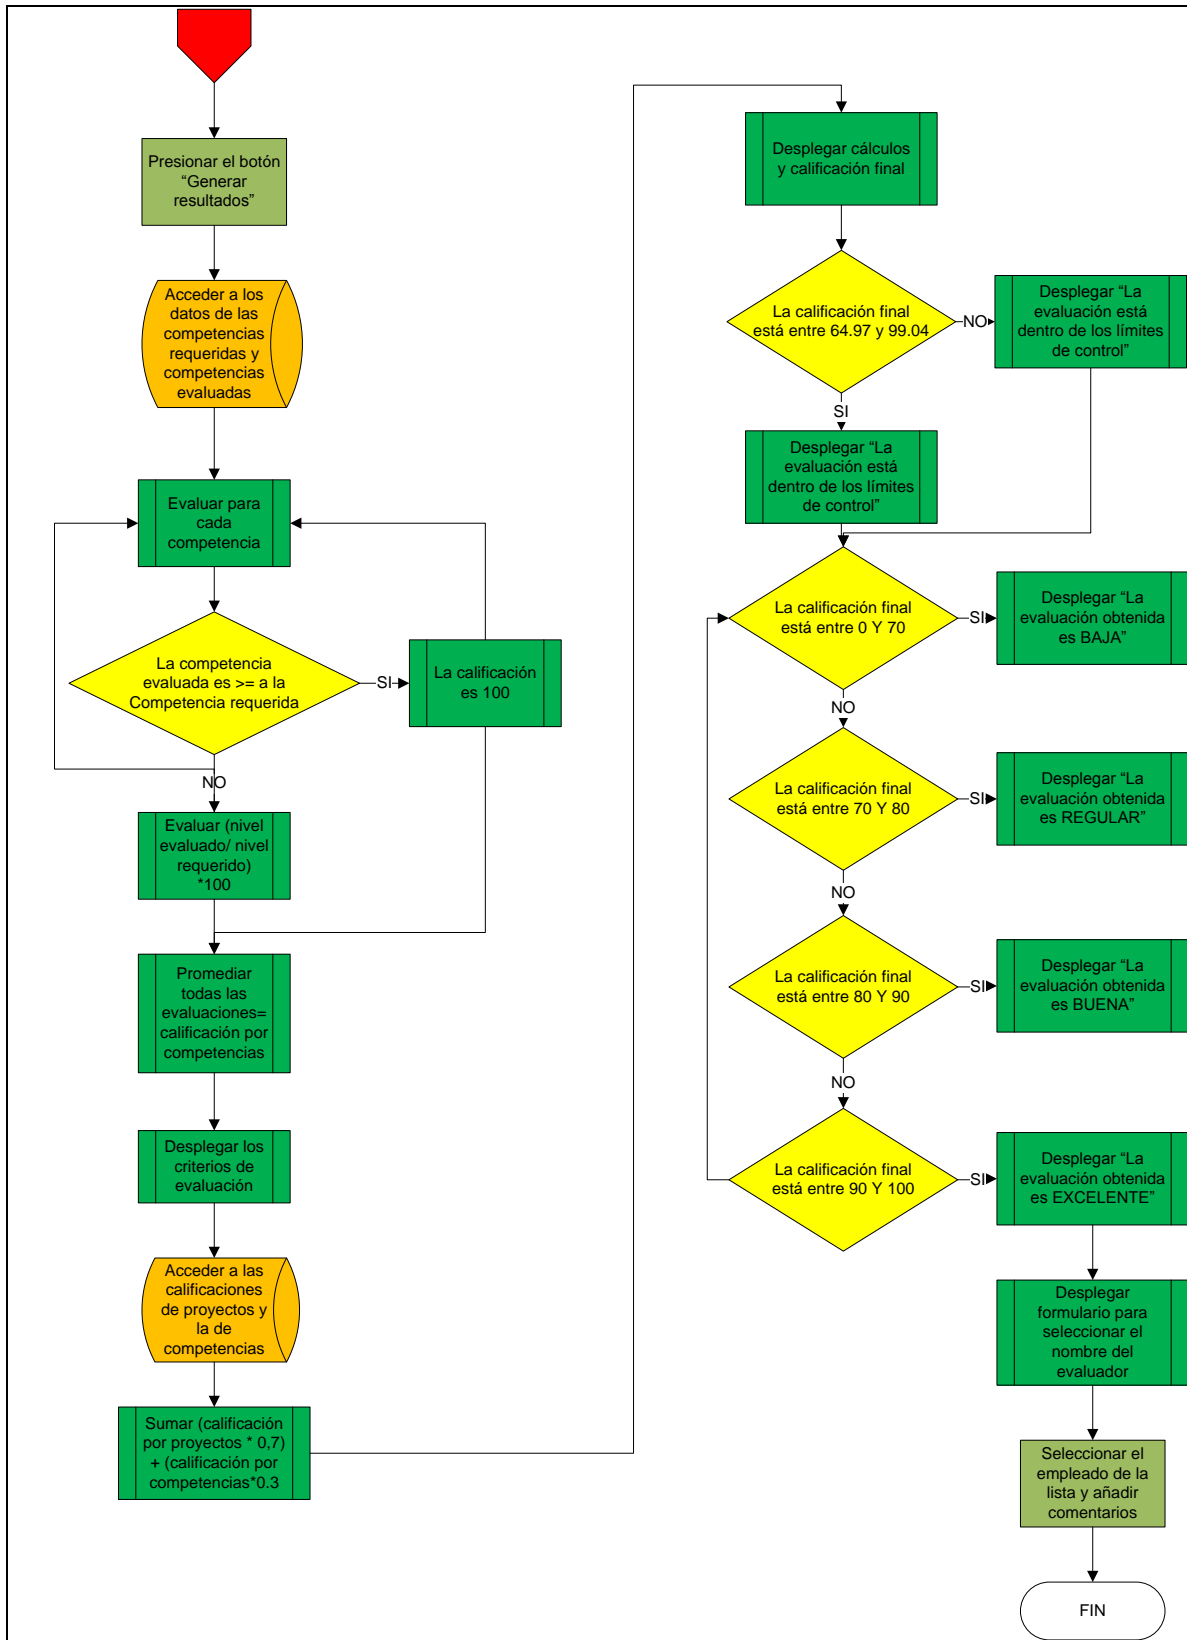 Presionar el botón
“Generar
resultados”
Acceder a los
datos de las
competencias
requeridas y
competencias
evaluadas
Evaluar para
cada
competencia
La competencia
evaluada es >= a la
Competencia requerida
SI
La calificación
es 100
NO
Evaluar (nivel
evaluado/ nivel
requerido)
*100
Promediar
todas las
evaluaciones=
calificación por
competencias
Desplegar los
criterios de
evaluación
Acceder a las
calificaciones
de proyectos y
la de
competencias
Sumar (calificación
por proyectos * 0,7)
+ (calificación por
competencias*0.3
Desplegar cálculos
y calificación final
La calificación final
está entre 64.97 y 99.04
NO
Desplegar “La
evaluación está
dentro de los límites
de control”
SI
Desplegar “La
evaluación está
dentro de los límites
de control”
La calificación final
está entre 0 Y 70
SI
Desplegar “La
evaluación obtenida
es BAJA”
NO
La calificación final
está entre 70 Y 80
SI
Desplegar “La
evaluación obtenida
es REGULAR”
NO
La calificación final
está entre 80 Y 90
SI
Desplegar “La
evaluación obtenida
es BUENA”
NO
La calificación final
está entre 90 Y 100
SI
Desplegar “La
evaluación obtenida
es EXCELENTE”
Desplegar
formulario para
seleccionar el
nombre del
evaluador
Seleccionar el
empleado de la
lista y añadir
comentarios
FIN